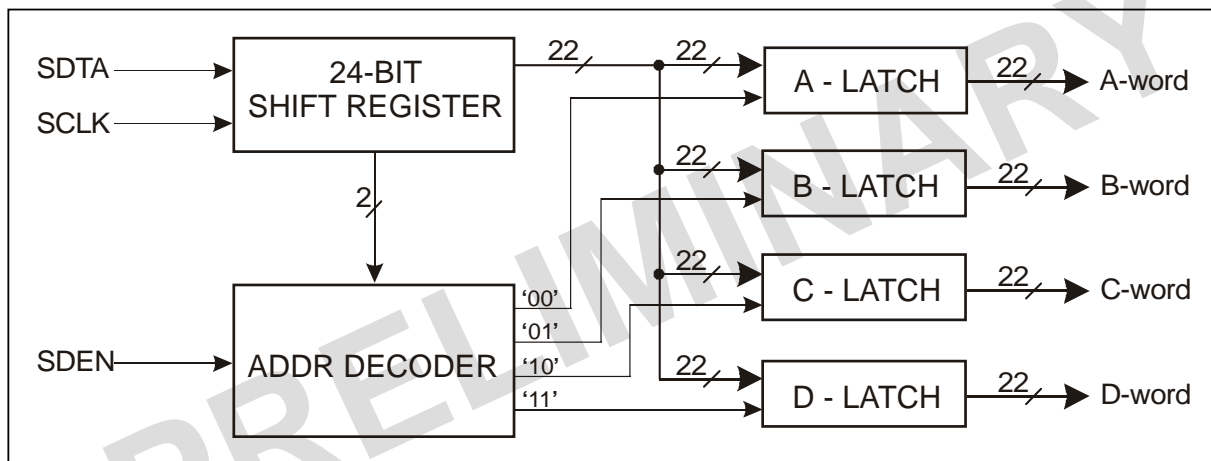 SDTA
SCLK
24-BIT
SHIFT REGISTER
22
22
A - LATCH
22
A-word
22
B - LATCH
22
B-word
2
22
C - LATCH
22
C-word
SDEN
ADDR DECODER
‘00’
‘01’
‘10’
‘11’
22
D - LATCH
22
D-word
PRELIMINARY